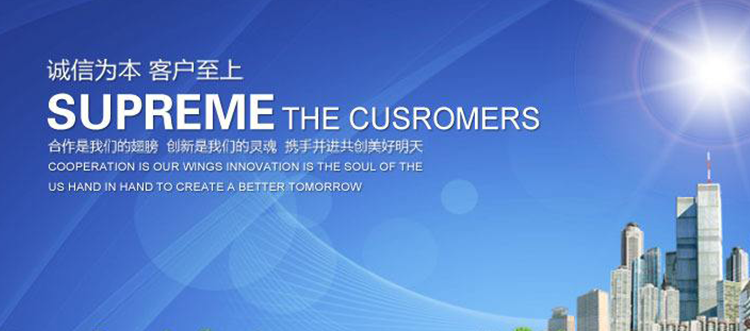 诚信为本 客户至上
SUPREME THE CUSROMERS
合作是我们的翅膀 创新是我们的灵魂 携手并进共创美好明天
COOPERATION IS OUR WINGS INNOVATION IS THE SOUL OF THE
US HAND IN HAND TO CREATE A BETTER TOMORROW